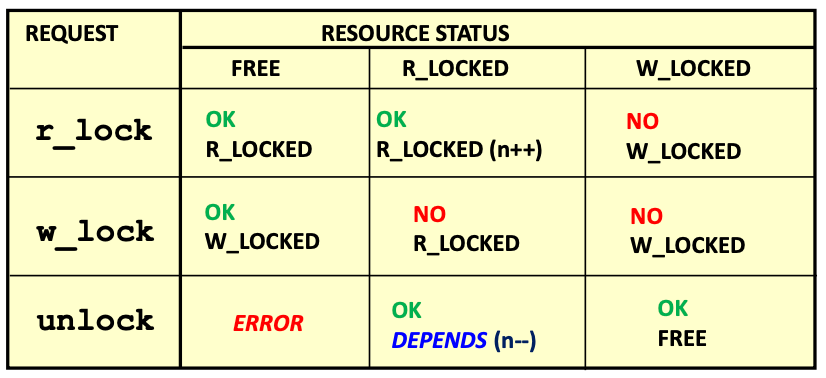 REQUEST
RESOURCE STATUS
FREE R_LOCKED W_LOCKED
r_lock
OK
R_LOCKED
OK
R_LOCKED (n++)
NO
W_LOCKED
w_lock
OK
W_LOCKED
NO
R_LOCKED
NO
W_LOCKED
unlock
ERROR
OK
DEPENDS (n--)
OK
FREE